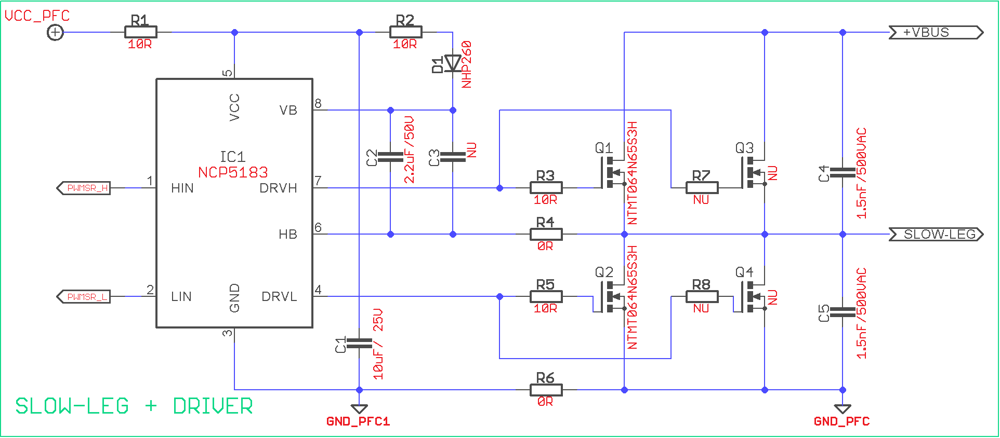 VCC_PFC
R1
10R
R2
10R
+VBUS
D1
NHP260
5
VCC
VB
8
C2
2.2uF/50V
C3
NU
Q1
NTMT064N65S3H
Q3
NU
C4
1.5nF/500VAC
IC1
NCP5183
PWMSR_H
1
HIN
DRVH
7
R3
10R
R7
NU
HB
6
R4
0R
SLOW-LEG
Q2
NTMT064N65S3H
Q4
NU
C5
1.5nF/500VAC
PWMSR_L
2
LIN
GND
DRVL
4
R5
10R
R8
NU
3
C1
10uF/ 25V
R6
0R
SLOW-LEG + DRIVER
GND_PFC1
GND_PFC